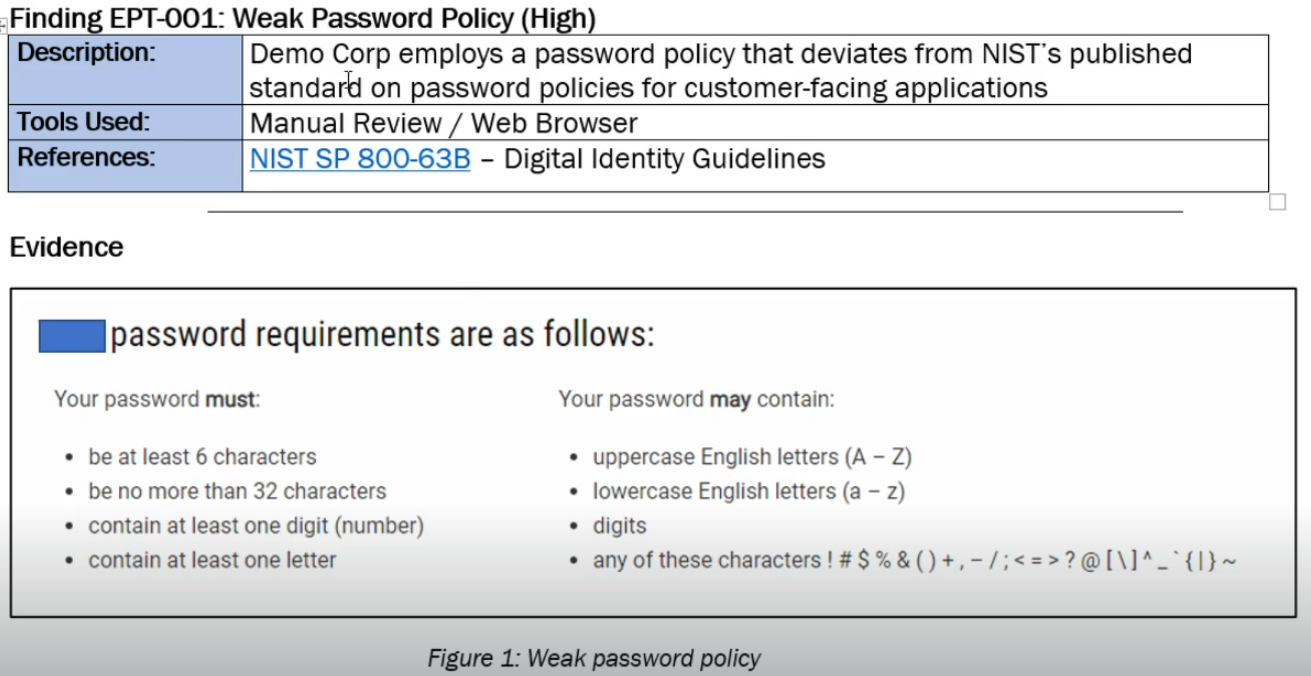 Finding EPT-001: Weak Password Policy (High)
Description:
Demo Corp employs a password policy that deviates from NIST's published
standard on password policies for customer-facing applications
Tools Used:
Manual Review / Web Browser
References:
NIST SP 800-63B – Digital Identity Guidelines
Evidence
password requirements are as follows:
Your password must:
• be at least 6 characters
• be no more than 32 characters
• contain at least one digit (number)
• contain at least one letter
Your password may contain:
• uppercase English letters (A – Z)
• lowercase English letters (a – z)
• digits
• any of these characters ! # $ % & ( ) + , – / ; < = > ? @ [ \ ] ^ _ ` { | } ~
Figure 1: Weak password policy